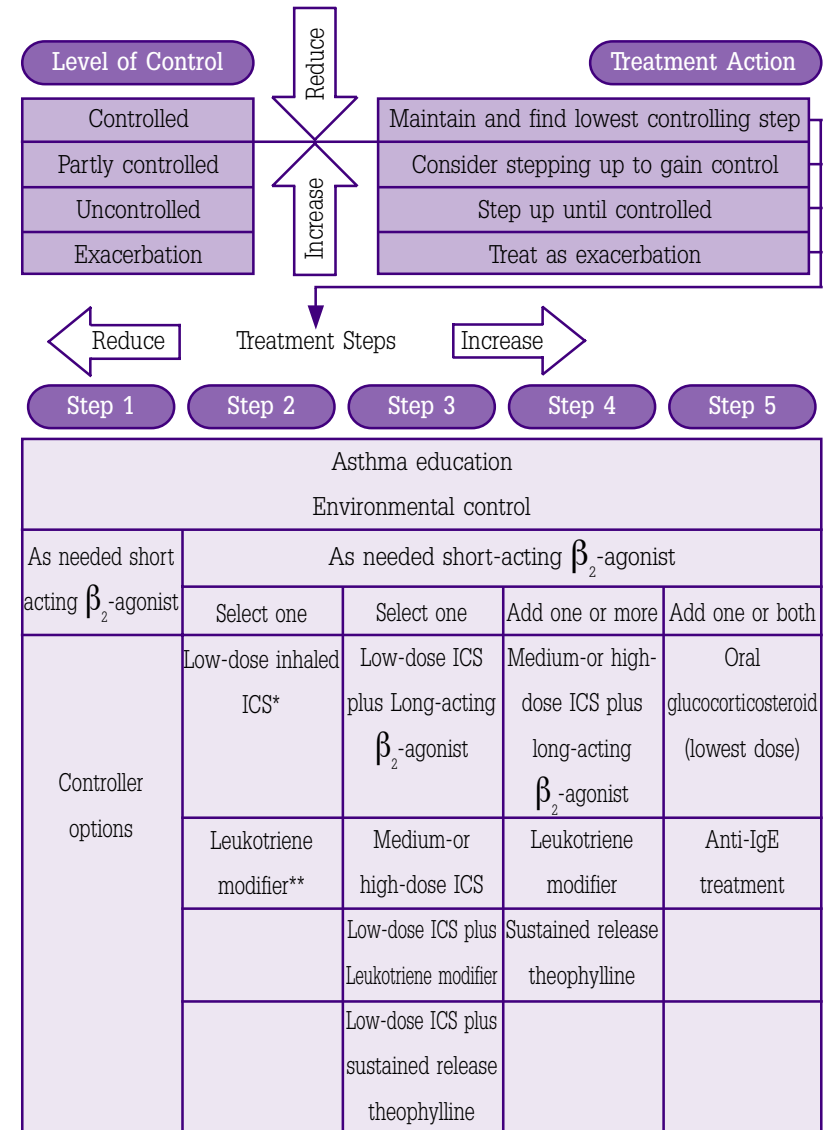 Level of Control
Reduce
Treatment Action
Controlled
Maintain and find lowest controlling step
Partly controlled
Consider stepping up to gain control
Uncontrolled
Increase
Step up until controlled
Exacerbation
Treat as exacerbation
Reduce
Treatment Steps
Increase
Step 1
Step 2
Step 3
Step 4
Step 5
Asthma education
Environmental control
As needed short
acting β₂-agonist
As needed short-acting β₂-agonist
Select one
Select one
Add one or more
Add one or both
Controller
options
Low-dose inhaled
ICS*
Low-dose ICS
plus Long-acting
β₂-agonist
Medium-or high-
dose ICS plus
long-acting
β₂-agonist
Oral
glucocorticosteroid
(lowest dose)
Leukotriene
modifier**
Medium-or
high-dose ICS
Leukotriene
modifier
Anti-IgE
treatment
Low-dose ICS plus
Leukotriene modifier
Sustained release
theophylline
Low-dose ICS plus
sustained release
theophylline